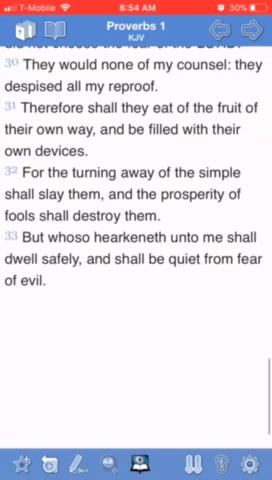 T-Mobile 8:54 AM 30%
Proverbs 1
KJV
30 They would none of my counsel: they
despised all my reproof.
31 Therefore shall they eat of the fruit of
their own way, and be filled with their
own devices.
32 For the turning away of the simple
shall slay them, and the prosperity of
fools shall destroy them.
33 But whoso hearkeneth unto me shall
dwell safely, and shall be quiet from fear
of evil.